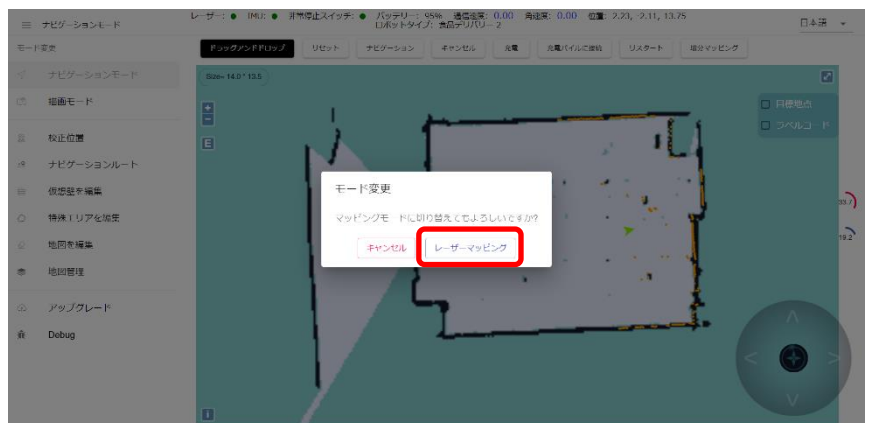 ナビゲーションモード
レーザー: IMU: 非常停止スイッチ: バッテリー: 95% 通信速度: 0.00 角速度: 0.00 位置: 2.23, -2.11, 13.75
ロボットタイプ: 食品デリバリー 2
日本語
モード変更
ドラッグアンドドロップ リセット ナビゲーション キャンセル 充電 充電パイルに接続 リスタート 増分マッピング
ナビゲーションモード
描画モード
校正位置
ナビゲーションルート
仮想壁を編集
特殊エリアを編集
地図を編集
地図管理
アップグレード
Debug
Size= 14.0 * 13.5
+
-
E
目標地点
ラベルコード
モード変更
マッピングモードに切り替えてもよろしいですか?
キャンセル レーザーマッピング
33.7
19.2
i